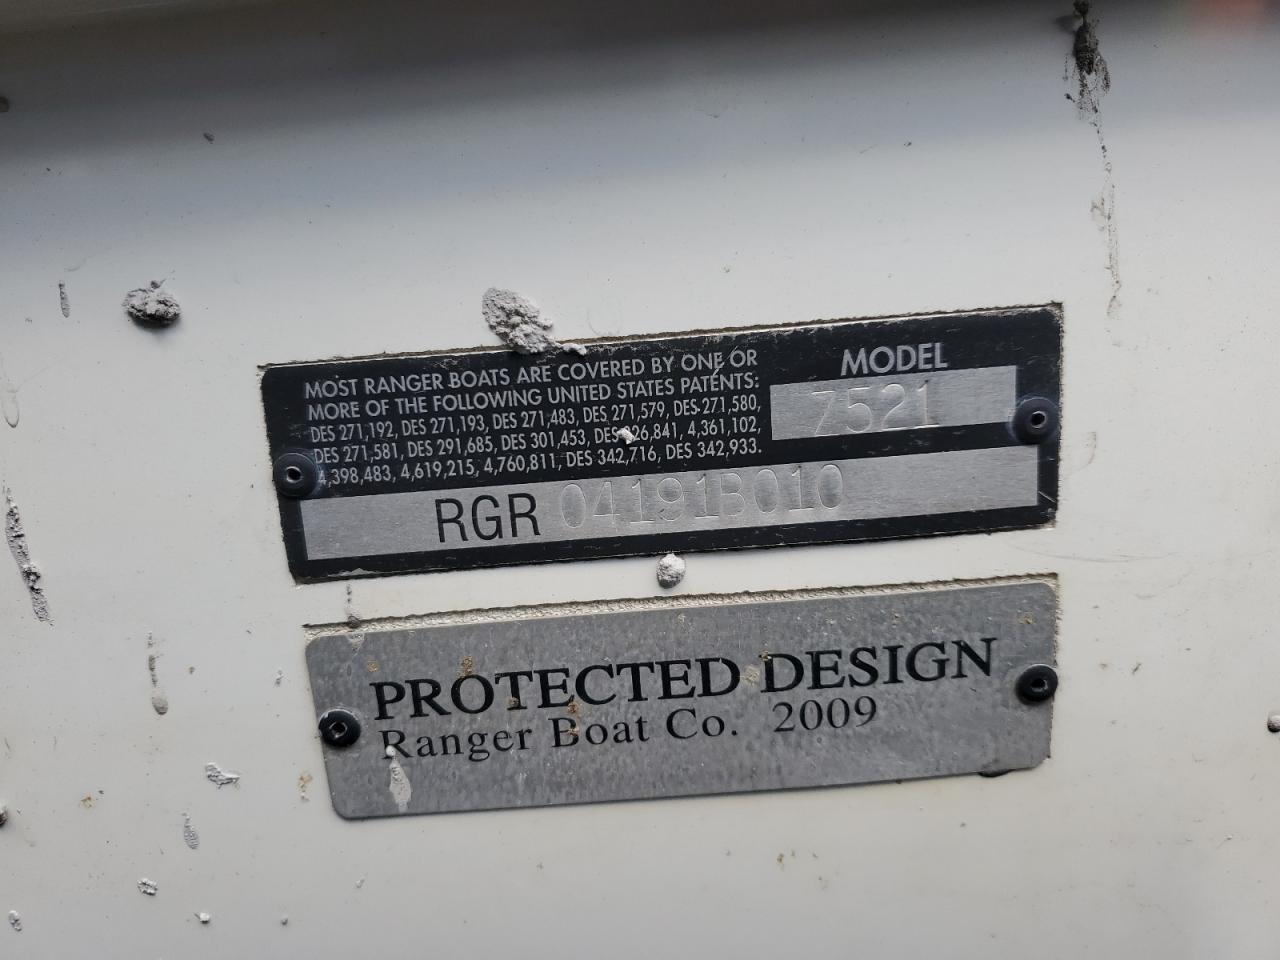 MOST RANGER BOATS ARE COVERED BY ONE OR
MORE OF THE FOLLOWING UNITED STATES PATENTS:
DES 271,192, DES 271,193, DES 271,483, DES 271,579, DES 271,580,
DES 271,581, DES 291,685, DES 301,453, 4,361,102,
4,398,483, 4,619,215, 4,760,811, DES 342,716, DES 342,933.
MODEL
7521
RGR 04191B010
PROTECTED DESIGN
Ranger Boat Co. 2009